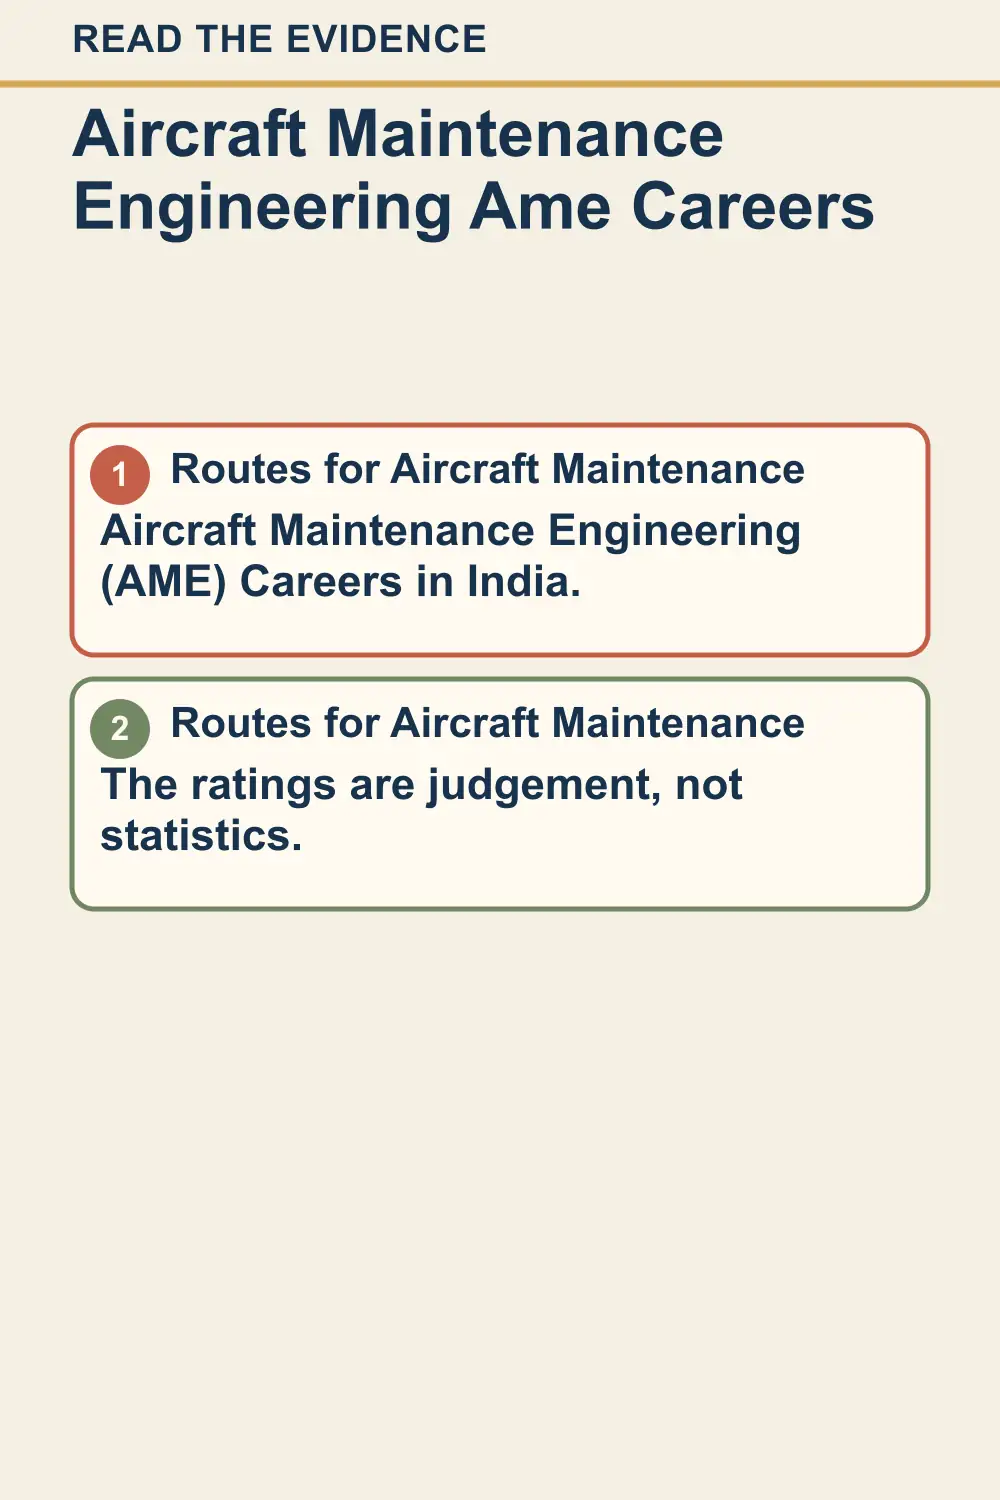 READ THE EVIDENCE
Aircraft Maintenance
Engineering Ame Careers
1
Routes for Aircraft Maintenance
Aircraft Maintenance Engineering
(AME) Careers in India.
2
Routes for Aircraft Maintenance
The ratings are judgement, not
statistics.